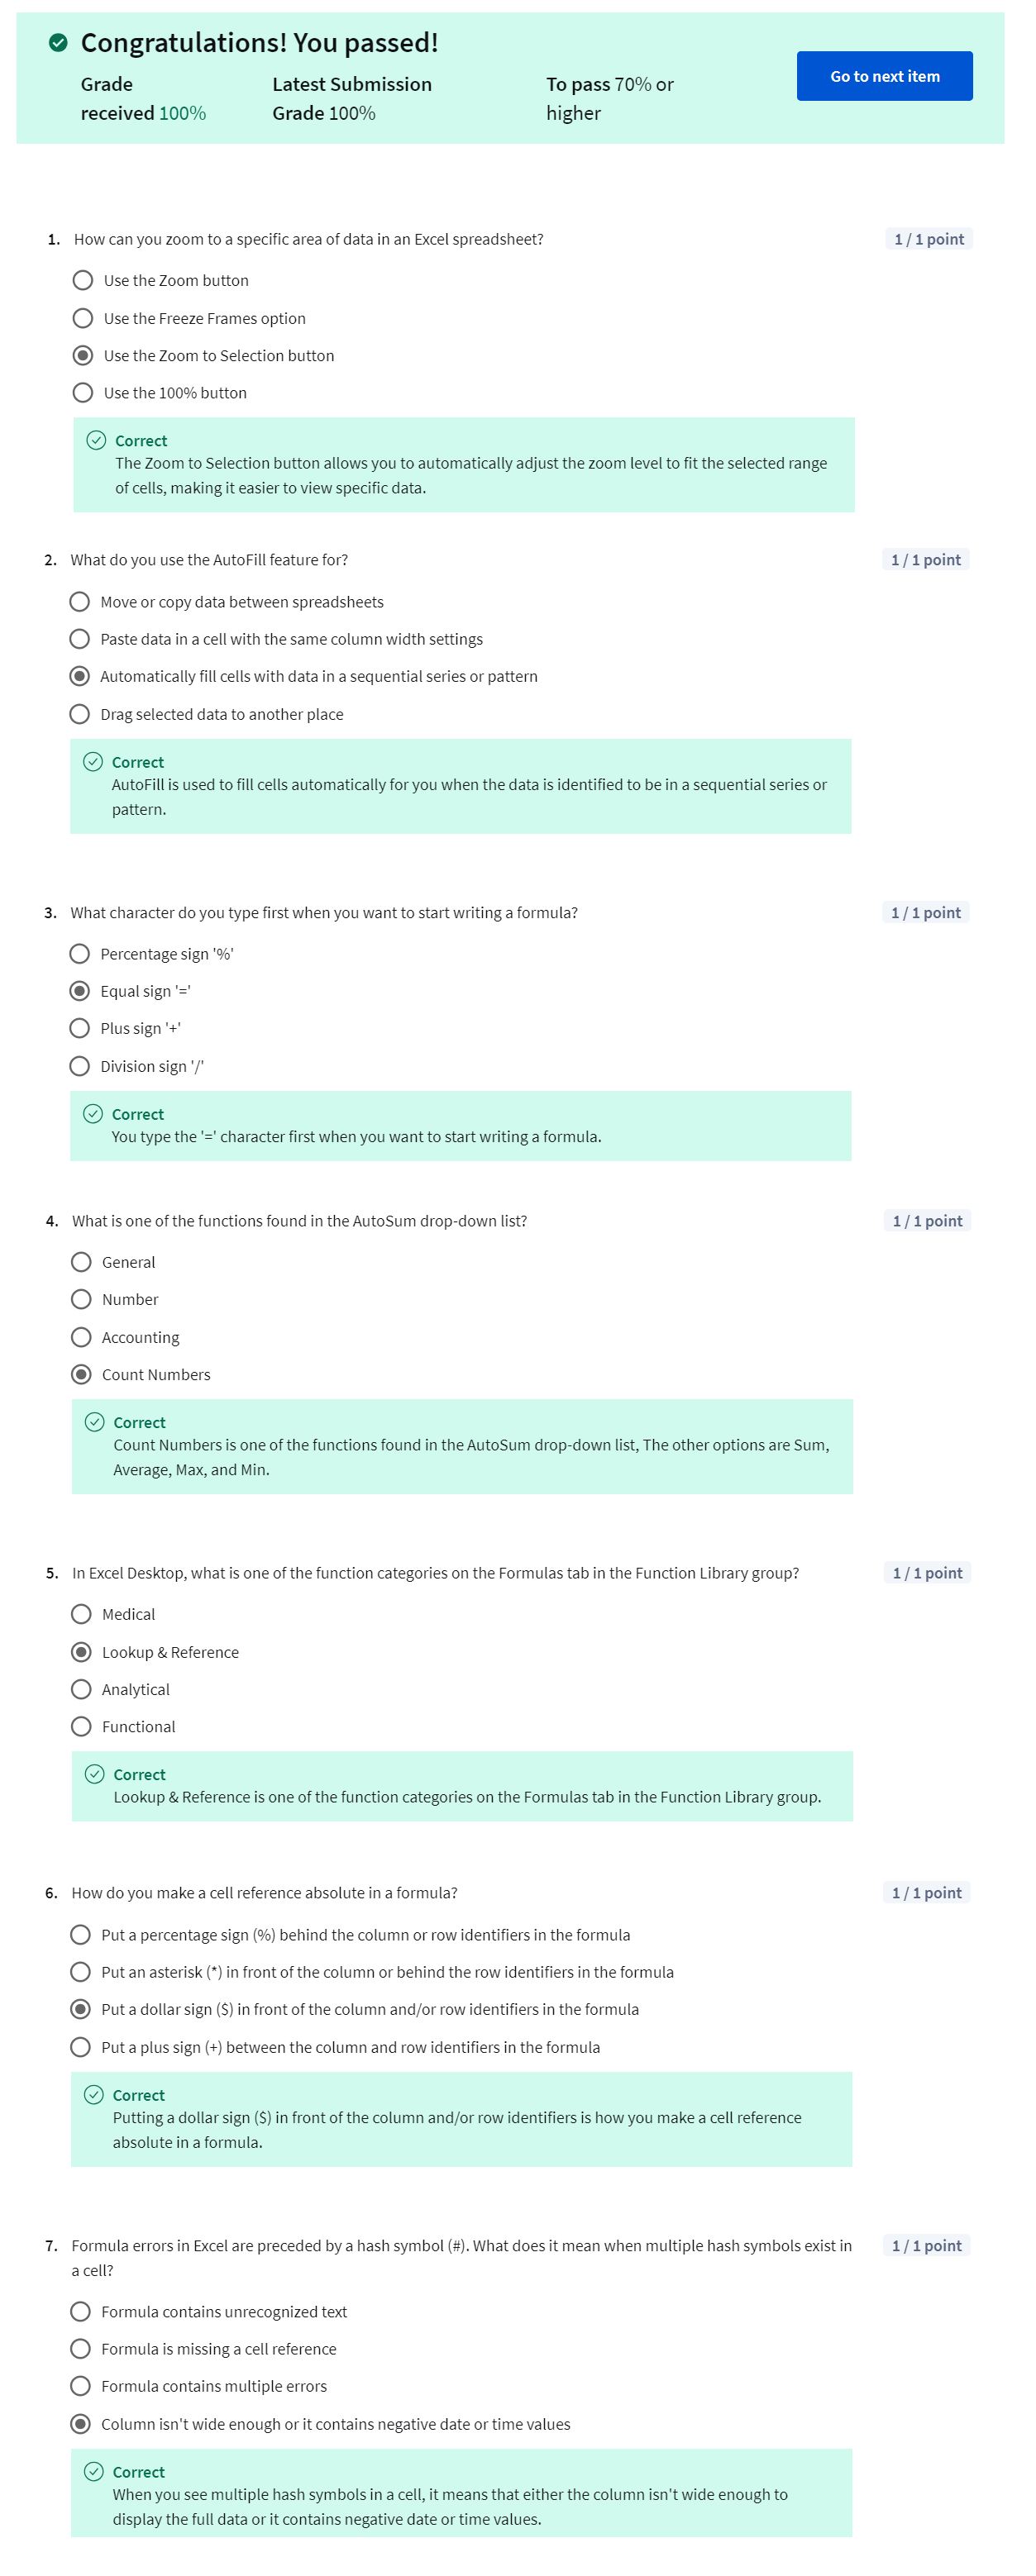 Congratulations! You passed!
Grade received 100%
Latest Submission Grade 100%
To pass 70% or higher
Go to next item
1. How can you zoom to a specific area of data in an Excel spreadsheet?
1 / 1 point
Use the Zoom button
Use the Freeze Frames option
Use the Zoom to Selection button
Use the 100% button
Correct
The Zoom to Selection button allows you to automatically adjust the zoom level to fit the selected range
of cells, making it easier to view specific data.
2. What do you use the AutoFill feature for?
1 / 1 point
Move or copy data between spreadsheets
Paste data in a cell with the same column width settings
Automatically fill cells with data in a sequential series or pattern
Drag selected data to another place
Correct
AutoFill is used to fill cells automatically for you when the data is identified to be in a sequential series or
pattern.
3. What character do you type first when you want to start writing a formula?
1 / 1 point
Percentage sign '%'
Equal sign '='
Plus sign '+'
Division sign '/'
Correct
You type the '=' character first when you want to start writing a formula.
4. What is one of the functions found in the AutoSum drop-down list?
1 / 1 point
General
Number
Accounting
Count Numbers
Correct
Count Numbers is one of the functions found in the AutoSum drop-down list, The other options are Sum,
Average, Max, and Min.
5. In Excel Desktop, what is one of the function categories on the Formulas tab in the Function Library group?
1 / 1 point
Medical
Lookup & Reference
Analytical
Functional
Correct
Lookup & Reference is one of the function categories on the Formulas tab in the Function Library group.
6. How do you make a cell reference absolute in a formula?
1 / 1 point
Put a percentage sign (%) behind the column or row identifiers in the formula
Put an asterisk (*) in front of the column or behind the row identifiers in the formula
Put a dollar sign ($) in front of the column and/or row identifiers in the formula
Put a plus sign (+) between the column and row identifiers in the formula
Correct
Putting a dollar sign ($) in front of the column and/or row identifiers is how you make a cell reference
absolute in a formula.
7. Formula errors in Excel are preceded by a hash symbol (#). What does it mean when multiple hash symbols exist in
a cell?
1 / 1 point
Formula contains unrecognized text
Formula is missing a cell reference
Formula contains multiple errors
Column isn't wide enough or it contains negative date or time values
Correct
When you see multiple hash symbols in a cell, it means that either the column isn't wide enough to
display the full data or it contains negative date or time values.